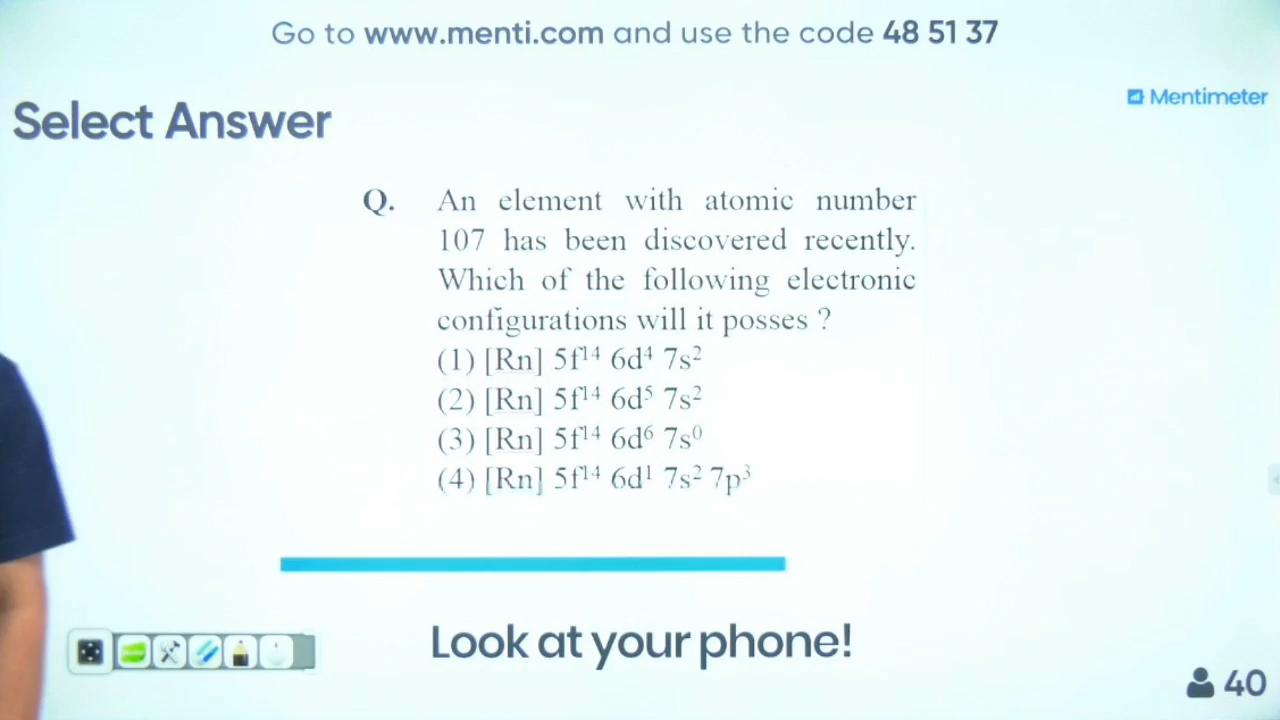 Go to www.menti.com and use the code 48 51 37
Mentimeter
Select Answer
Q. An element with atomic number
107 has been discovered recently.
Which of the following electronic
configurations will it posses ?
(1) [Rn] 5f¹⁴ 6d⁴ 7s²
(2) [Rn] 5f¹⁴ 6d⁵ 7s²
(3) [Rn] 5f¹⁴ 6d⁶ 7s⁰
(4) [Rn] 5f¹⁴ 6d¹ 7s² 7p³
Look at your phone!
40